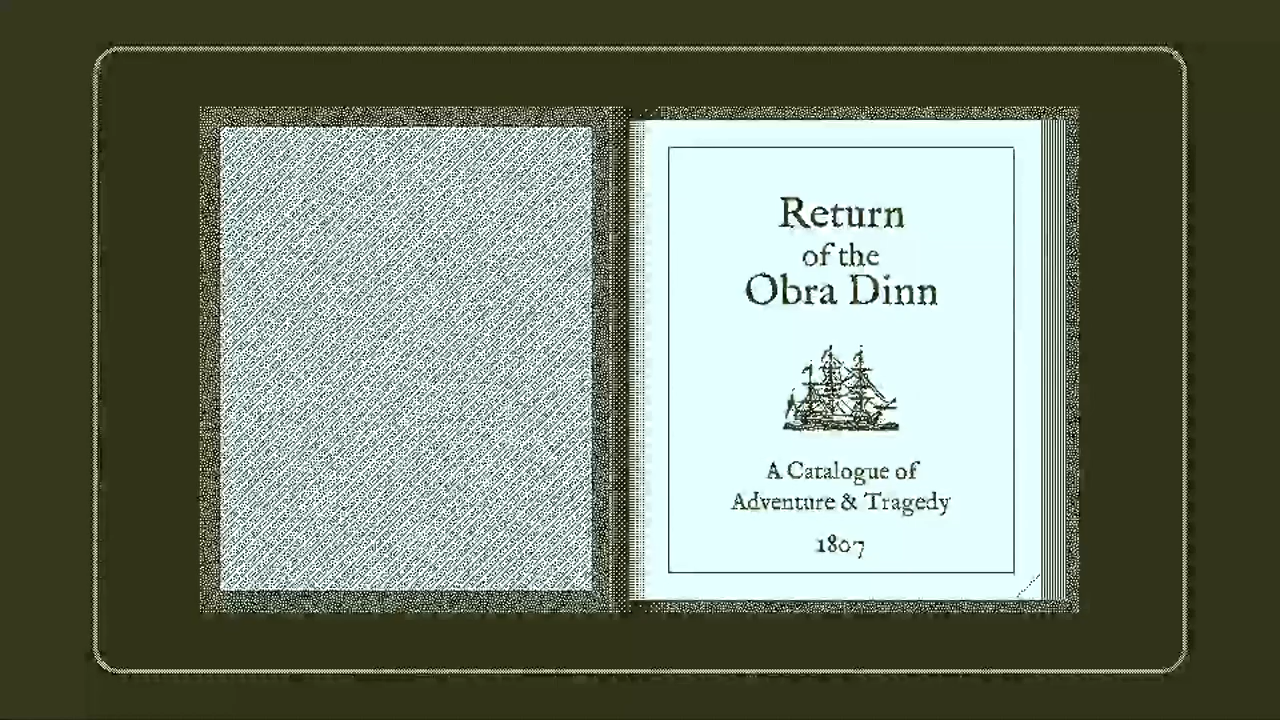 Return
of the
Obra Dinn
A Catalogue of
Adventure & Tragedy
1807